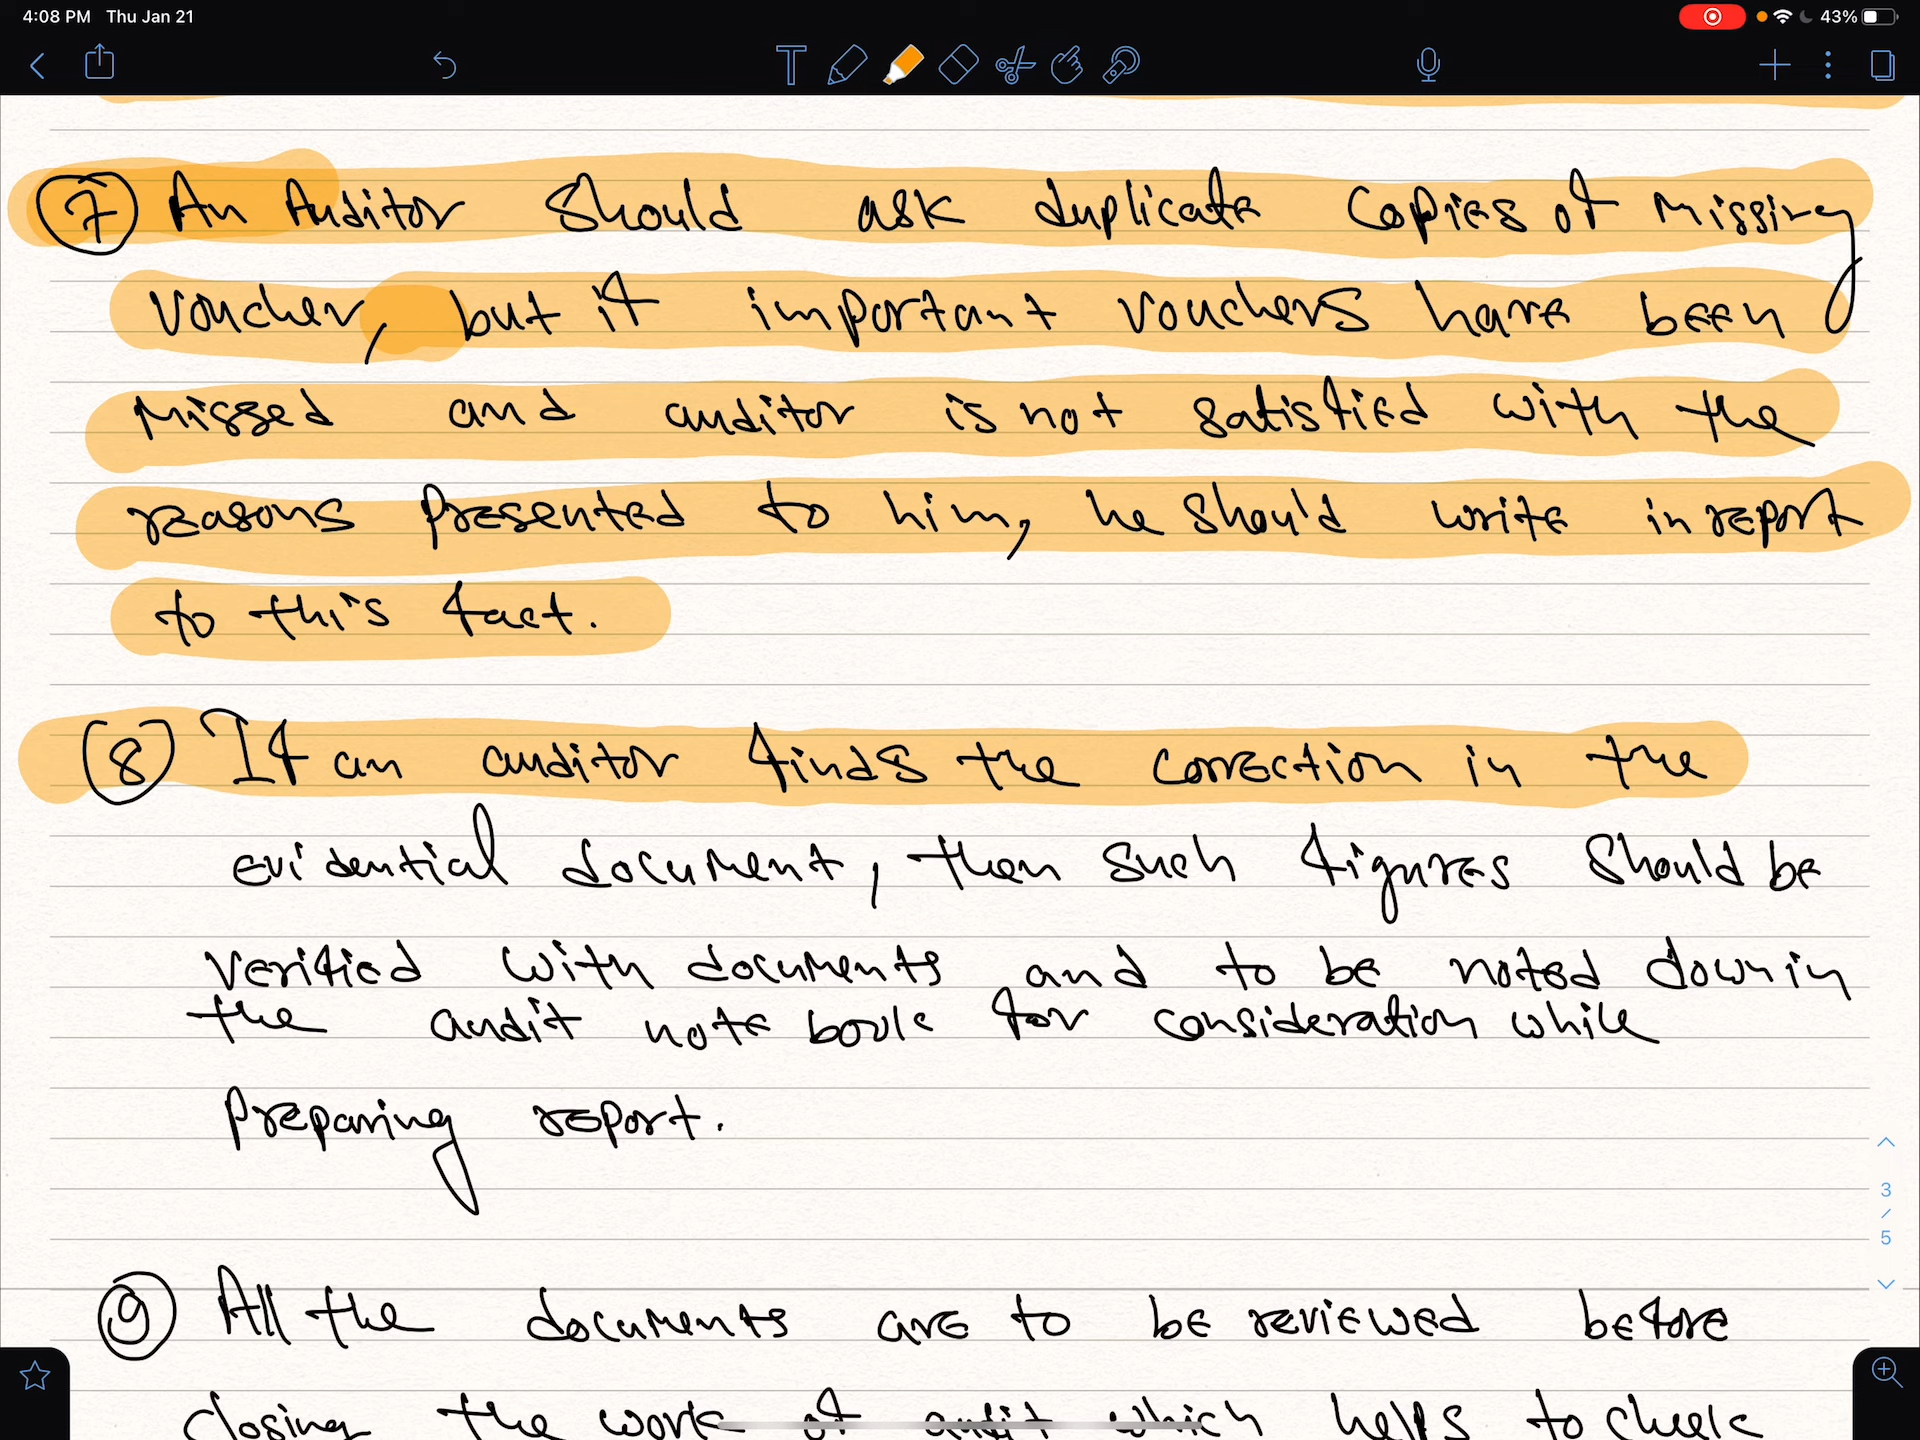 4:08 PM Thu Jan 21
43%
7 An Auditor should ask duplicate copies of missing
voucher, but if important vouchers have been
missed and auditor is not satisfied with the
reasons presented to him, he should write in report
to this fact.
(8) If an auditor finds the correction in the
evidential document, then such figures should be
verified with documents and to be noted down in
the audit note book for consideration while
preparing report.
9 All the documents are to be reviewed before
closing the work of audit which helps to check
3
/
5